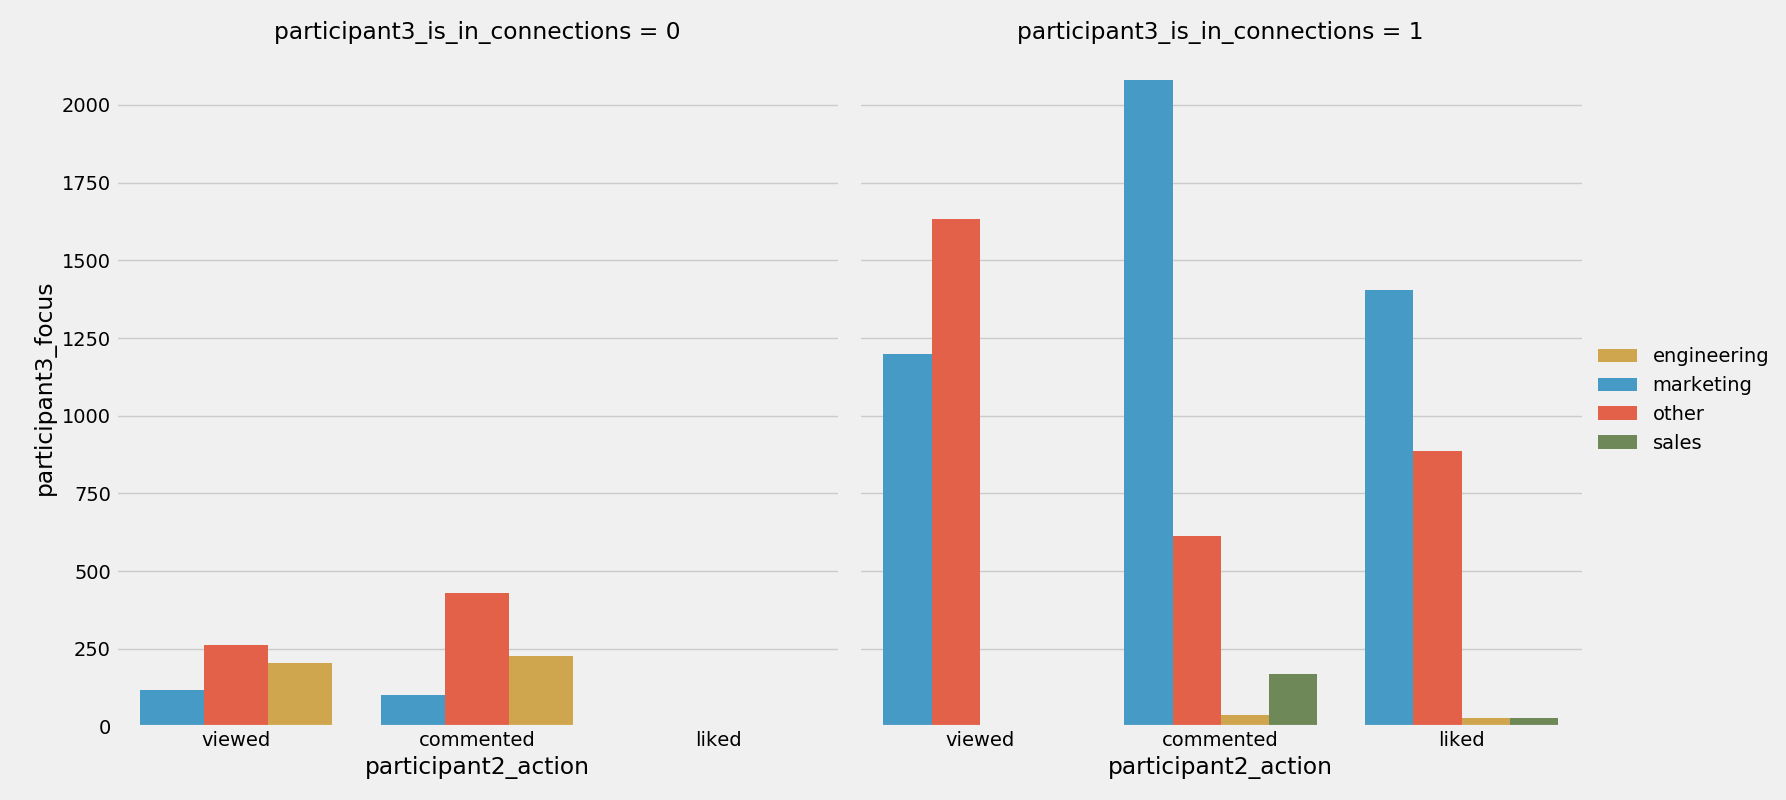 participant3_is_in_connections = 0
participant3_is_in_connections = 1
participant3_focus
2000
1750
1500
1250
1000
750
500
250
0
viewed
commented
liked
participant2_action
viewed
commented
liked
participant2_action
engineering
marketing
other
sales